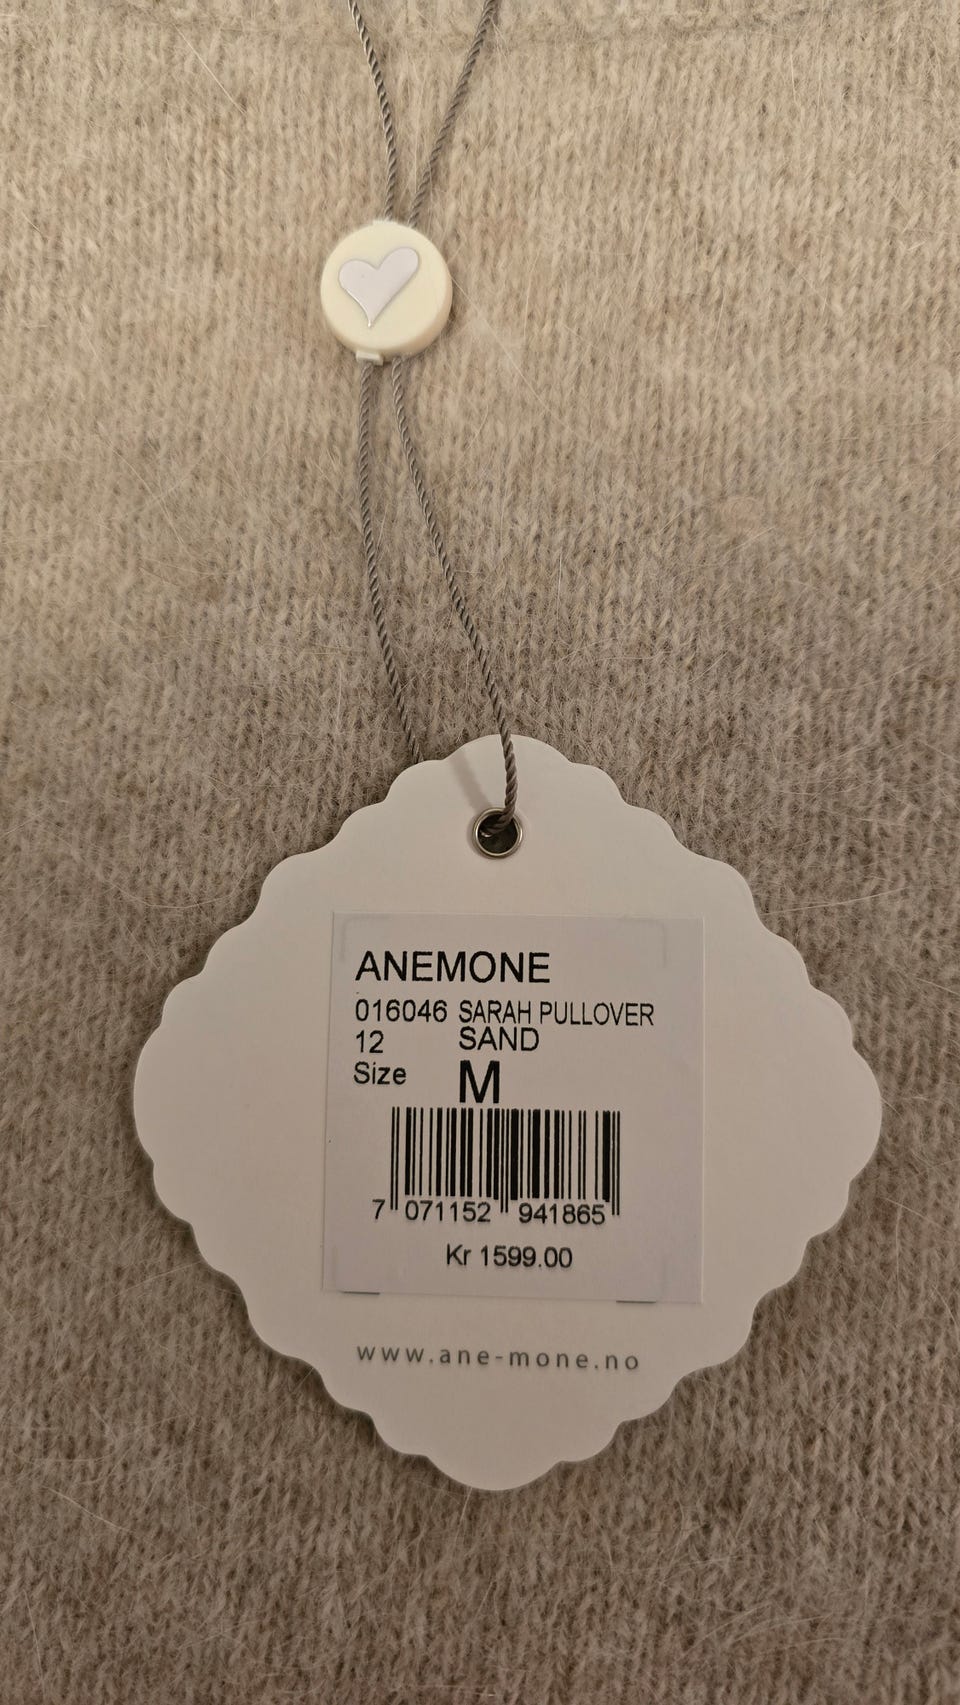 ANEMONE
016046 SARAH PULLOVER
12 SAND
Size M
7 071152 941865
Kr 1599.00
www.ane-mone.no